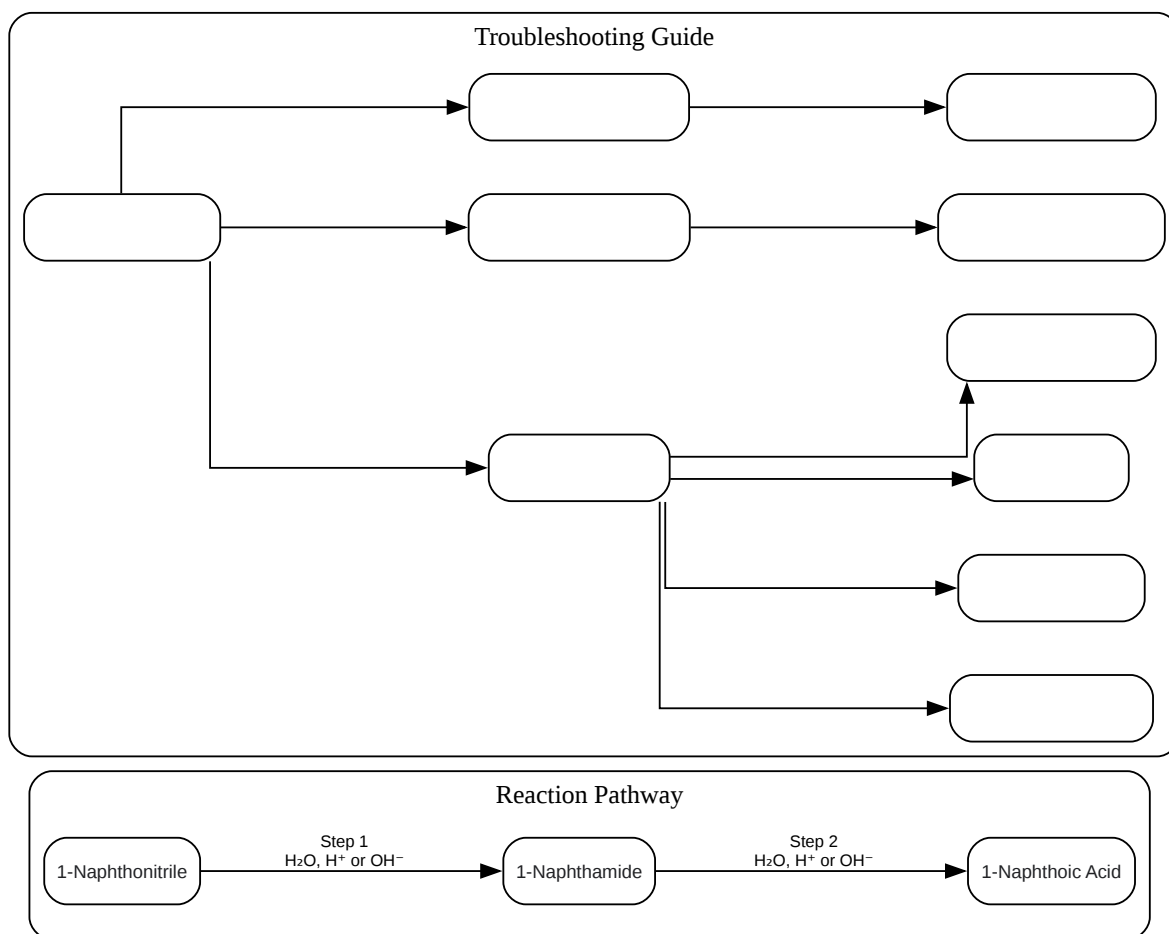 Troubleshooting Guide
Reaction Pathway
Step 1
H₂O, H⁺ or OH⁻
Step 2
H₂O, H⁺ or OH⁻
1-Naphthonitrile
1-Naphthamide
1-Naphthoic Acid